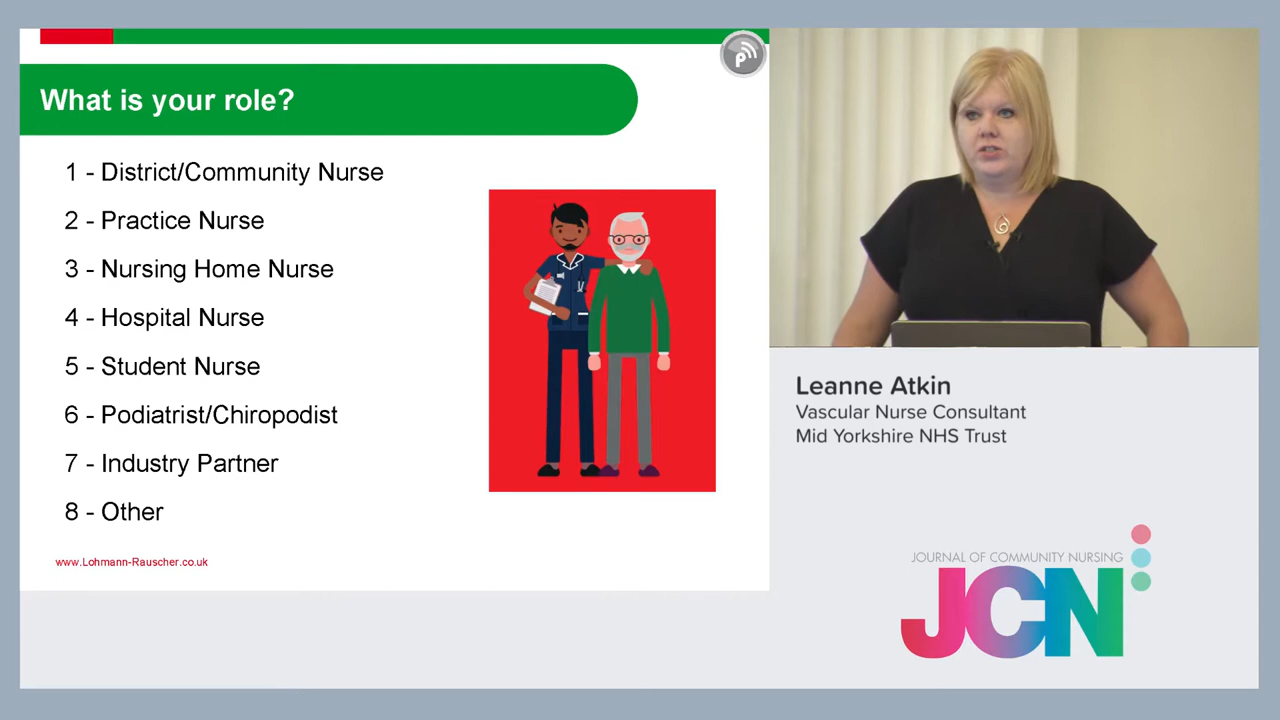 What is your role?
1 - District/Community Nurse
2 - Practice Nurse
3 - Nursing Home Nurse
4 - Hospital Nurse
5 - Student Nurse
6 - Podiatrist/Chiropodist
7 - Industry Partner
8 - Other
www.Lohmann-Rauscher.co.uk
Leanne Atkin
Vascular Nurse Consultant
Mid Yorkshire NHS Trust
JOURNAL OF COMMUNITY NURSING
JCN